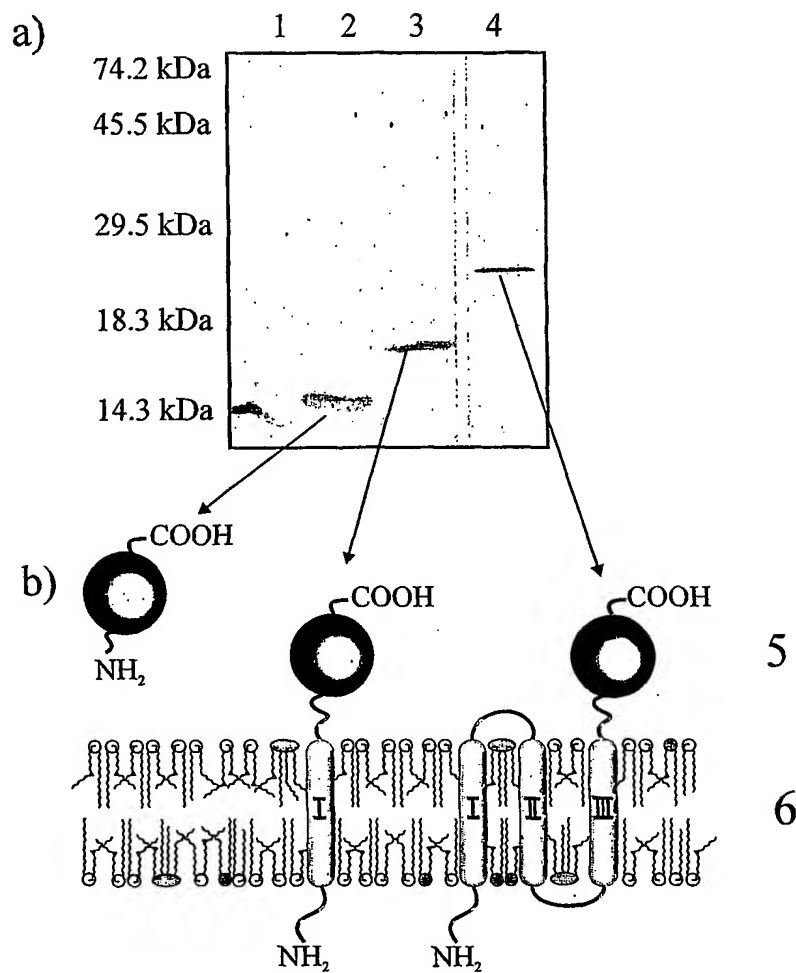 a)
1 2 3 4
74.2 kDa
45.5 kDa
29.5 kDa
18.3 kDa
14.3 kDa
b)
COOH
NH₂
COOH
COOH
5
I
I
II
III
6
NH₂
NH₂